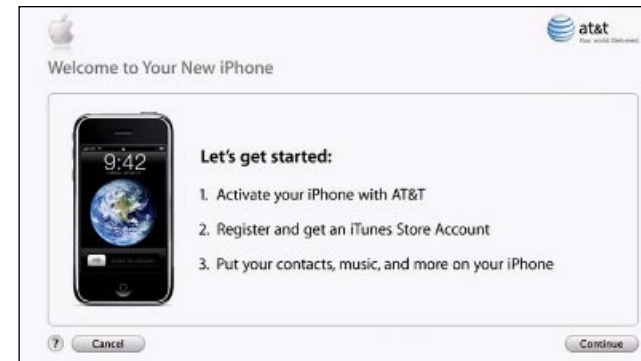 at&t
Your world. Delivered.
Welcome to Your New iPhone
9:42
Let's get started:
1. Activate your iPhone with AT&T
2. Register and get an iTunes Store Account
3. Put your contacts, music, and more on your iPhone
? Cancel
Continue